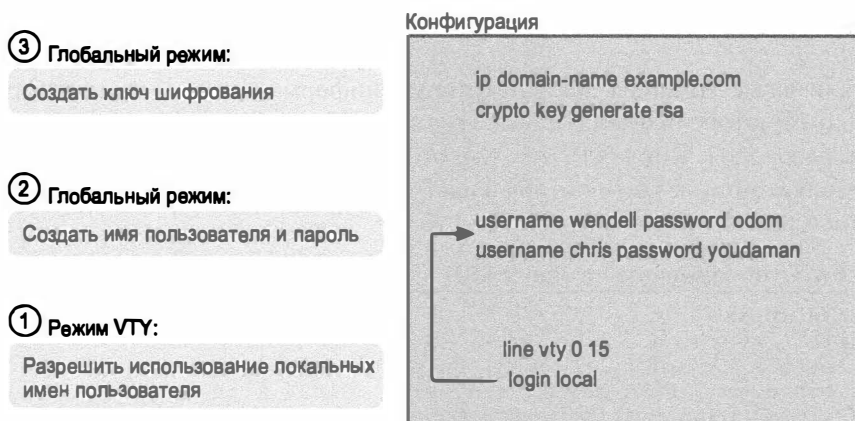 Конфигурация
③ Глобальный режим:
Создать ключ шифрования
ip domain-name example.com
crypto key generate rsa
② Глобальный режим:
Создать имя пользователя и пароль
username wendell password odom
username chris password youdaman
① Режим VTY:
Разрешить использование локальных
имен пользователя
line vty 0 15
login local